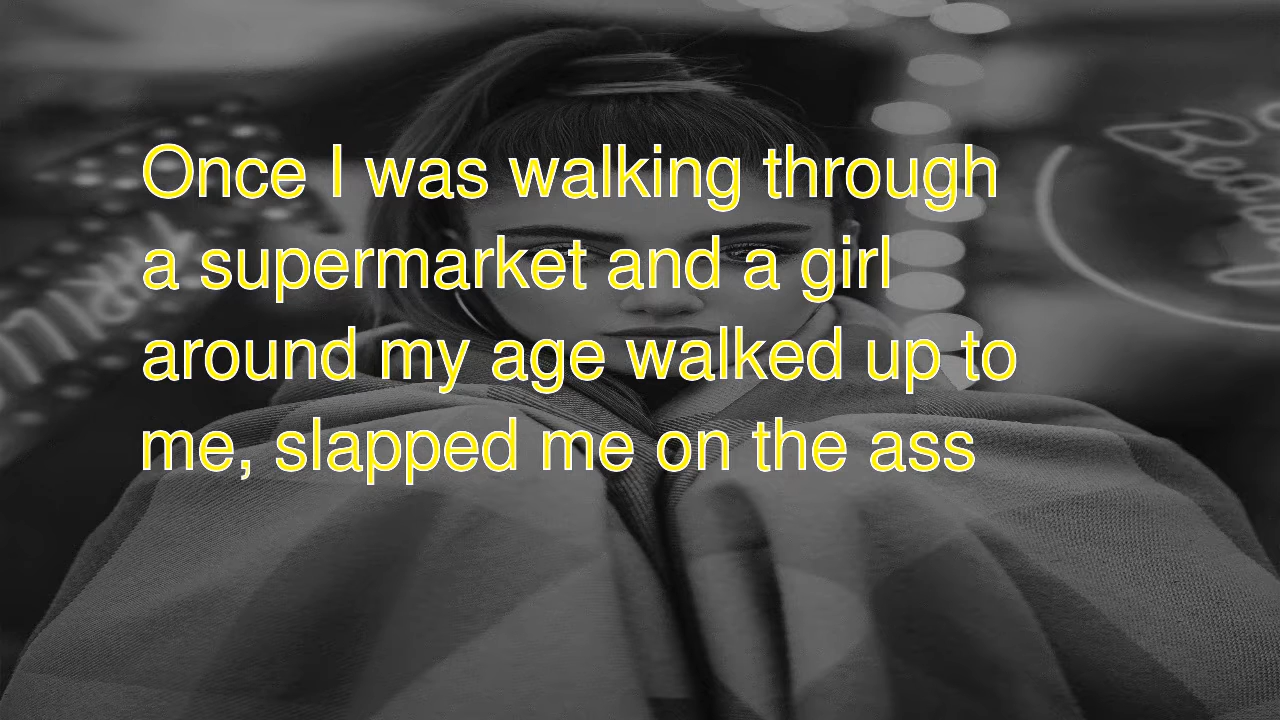 Once I was walking through
a supermarket and a girl
around my age walked up to
me, slapped me on the ass